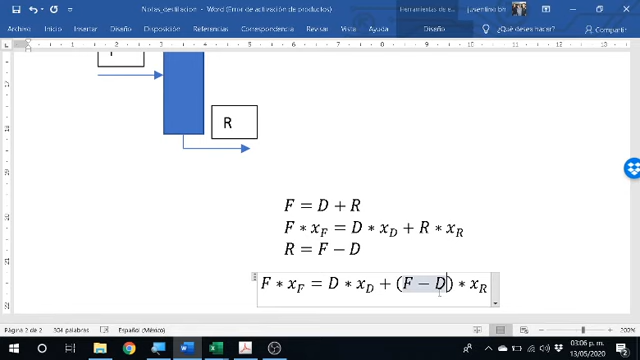 Notas_destilacion - Word (Error de activación de productos)
Herramientas de
Archivo Inicio Insertar Diseño Disposición Referencias Correspondencia Revisar Vista Ayuda Diseño ¿Qué desea hacer? Compartir
R
F = D + R
F * x_F = D * x_D + R * x_R
R = F − D
F * x_F = D * x_D + (F − D) * x_R
Página 2 de 2 304 palabras Español (México) 100%
03:06 p. m.
13/05/2020